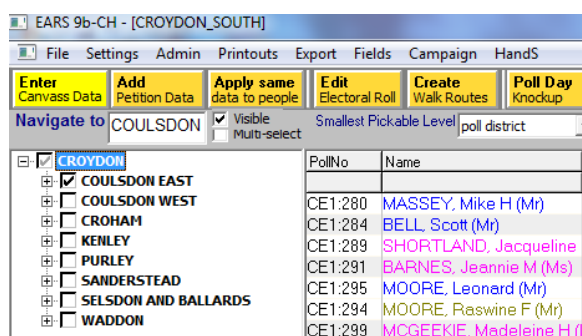 EARS 9b-CH - [CROYDON_SOUTH]
File Settings Admin Printouts Export Fields Campaign HandS
Enter Canvass Data
Add Petition Data
Apply same data to people
Edit Electoral Roll
Create Walk Routes
Poll Day Knockup
Navigate to COULSDON Visible Multi-select Smallest Pickable Level poll district
CROYDON
COULSDON EAST
COULSDON WEST
CROHAM
KENLEY
PURLEY
SANDERSTEAD
SELSDON AND BALLARDS
WADDON
PollNo Name
CE1:280 MASSEY, Mike H (Mr)
CE1:284 BELL, Scott (Mr)
CE1:289 SHORTLAND, Jacqueline
CE1:291 BARNES, Jeannie M (Ms)
CE1:295 MOORE, Leonard (Mr)
CE1:294 MOORE, Raswine F (Mr)
CE1:299 MCGEEKIE, Madeleine H (